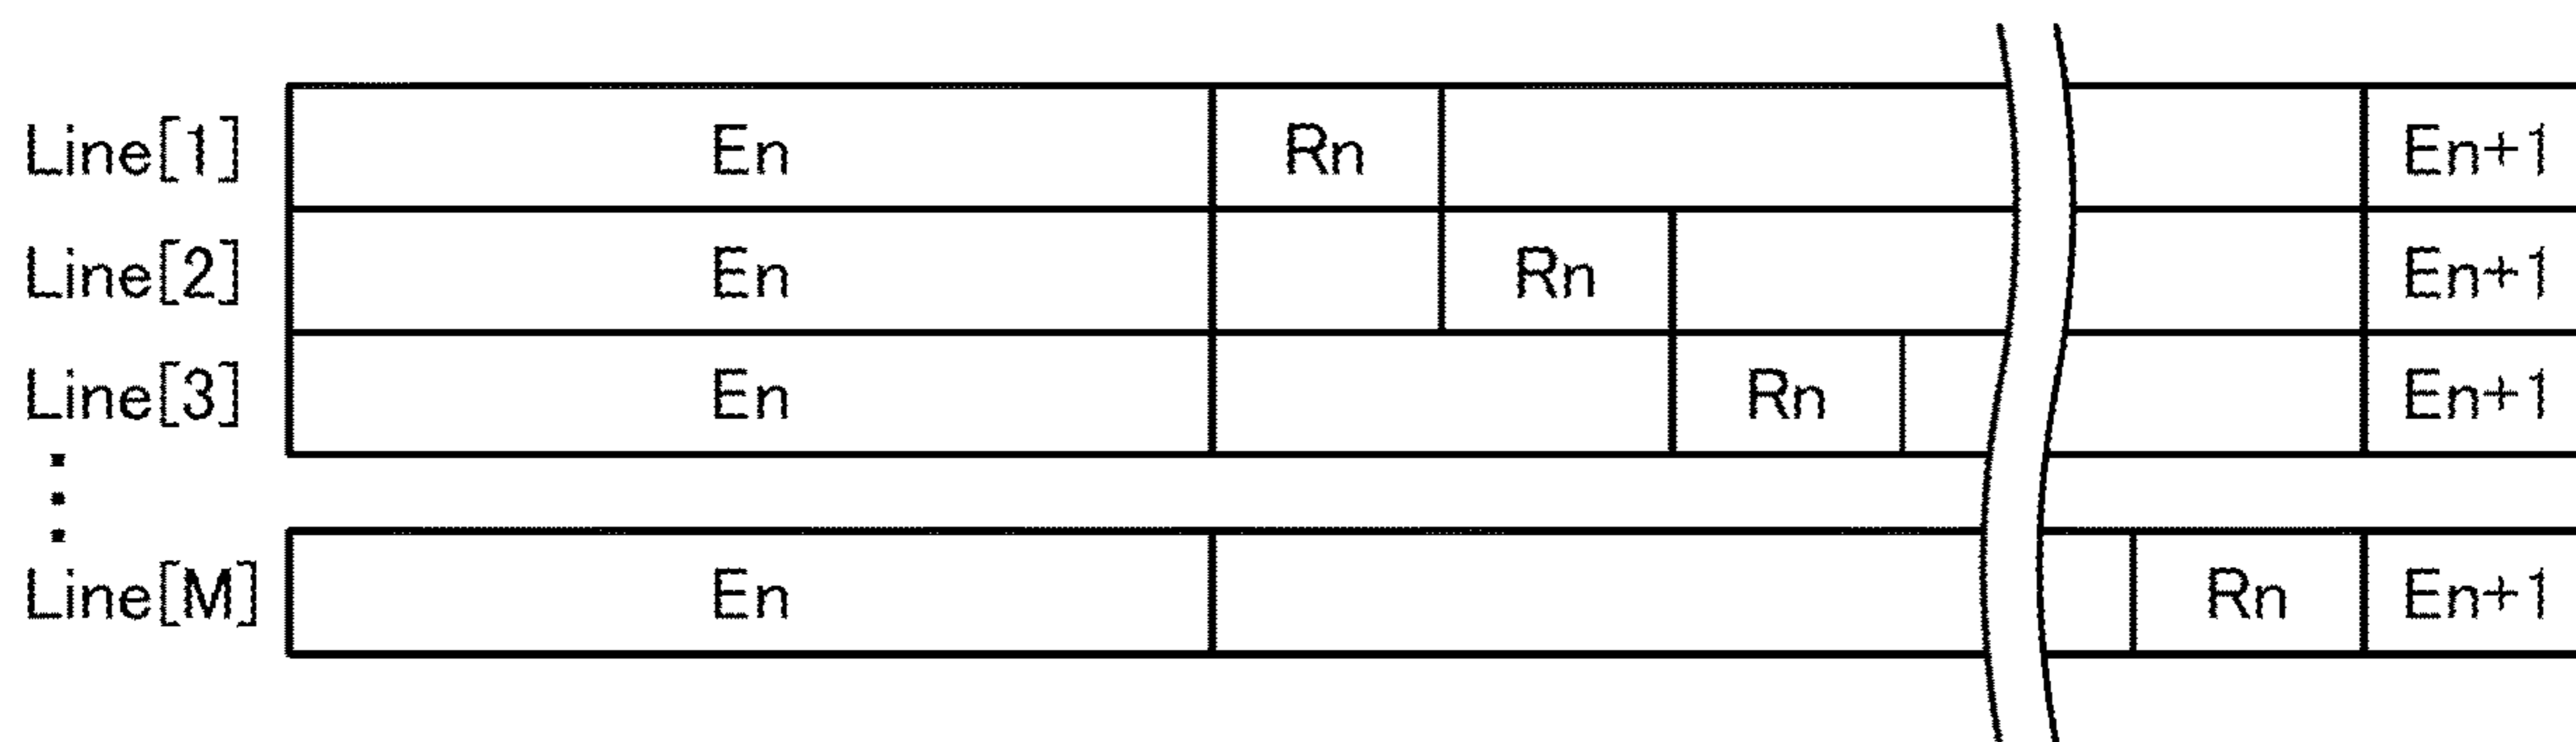 Line[1] En Rn En+1
Line[2] En Rn En+1
Line[3] En Rn En+1
Line[M] En Rn En+1